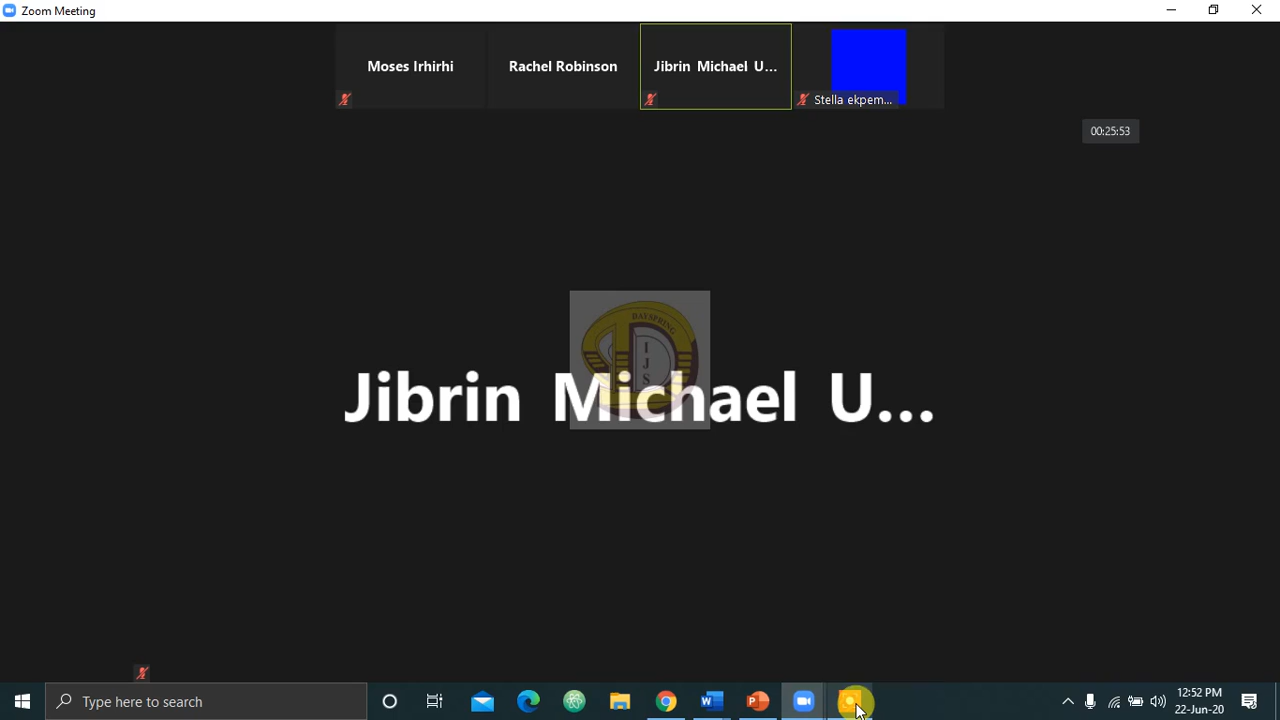 Zoom Meeting
Moses Irhirhi
Rachel Robinson
Jibrin Michael U...
Stella ekpem...
00:25:53
DAYSPRING
I
J
S
Jibrin Michael U...
Type here to search
12:52 PM
22-Jun-20